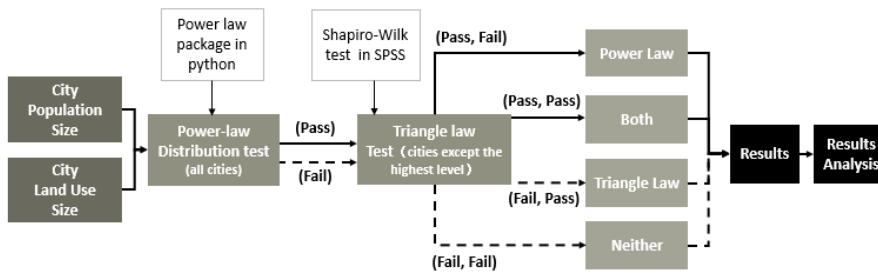 City
Population
Size
City
Land Use
Size
Power law
package in
python
Power-law
Distribution test
(all cities)
(Pass)
(Fail)
Shapiro-Wilk
test in SPSS
Triangle law
Test（cities except the
highest level）
(Pass, Fail)
(Pass, Pass)
(Fail, Pass)
(Fail, Fail)
Power Law
Both
Triangle Law
Neither
Results
Results
Analysis